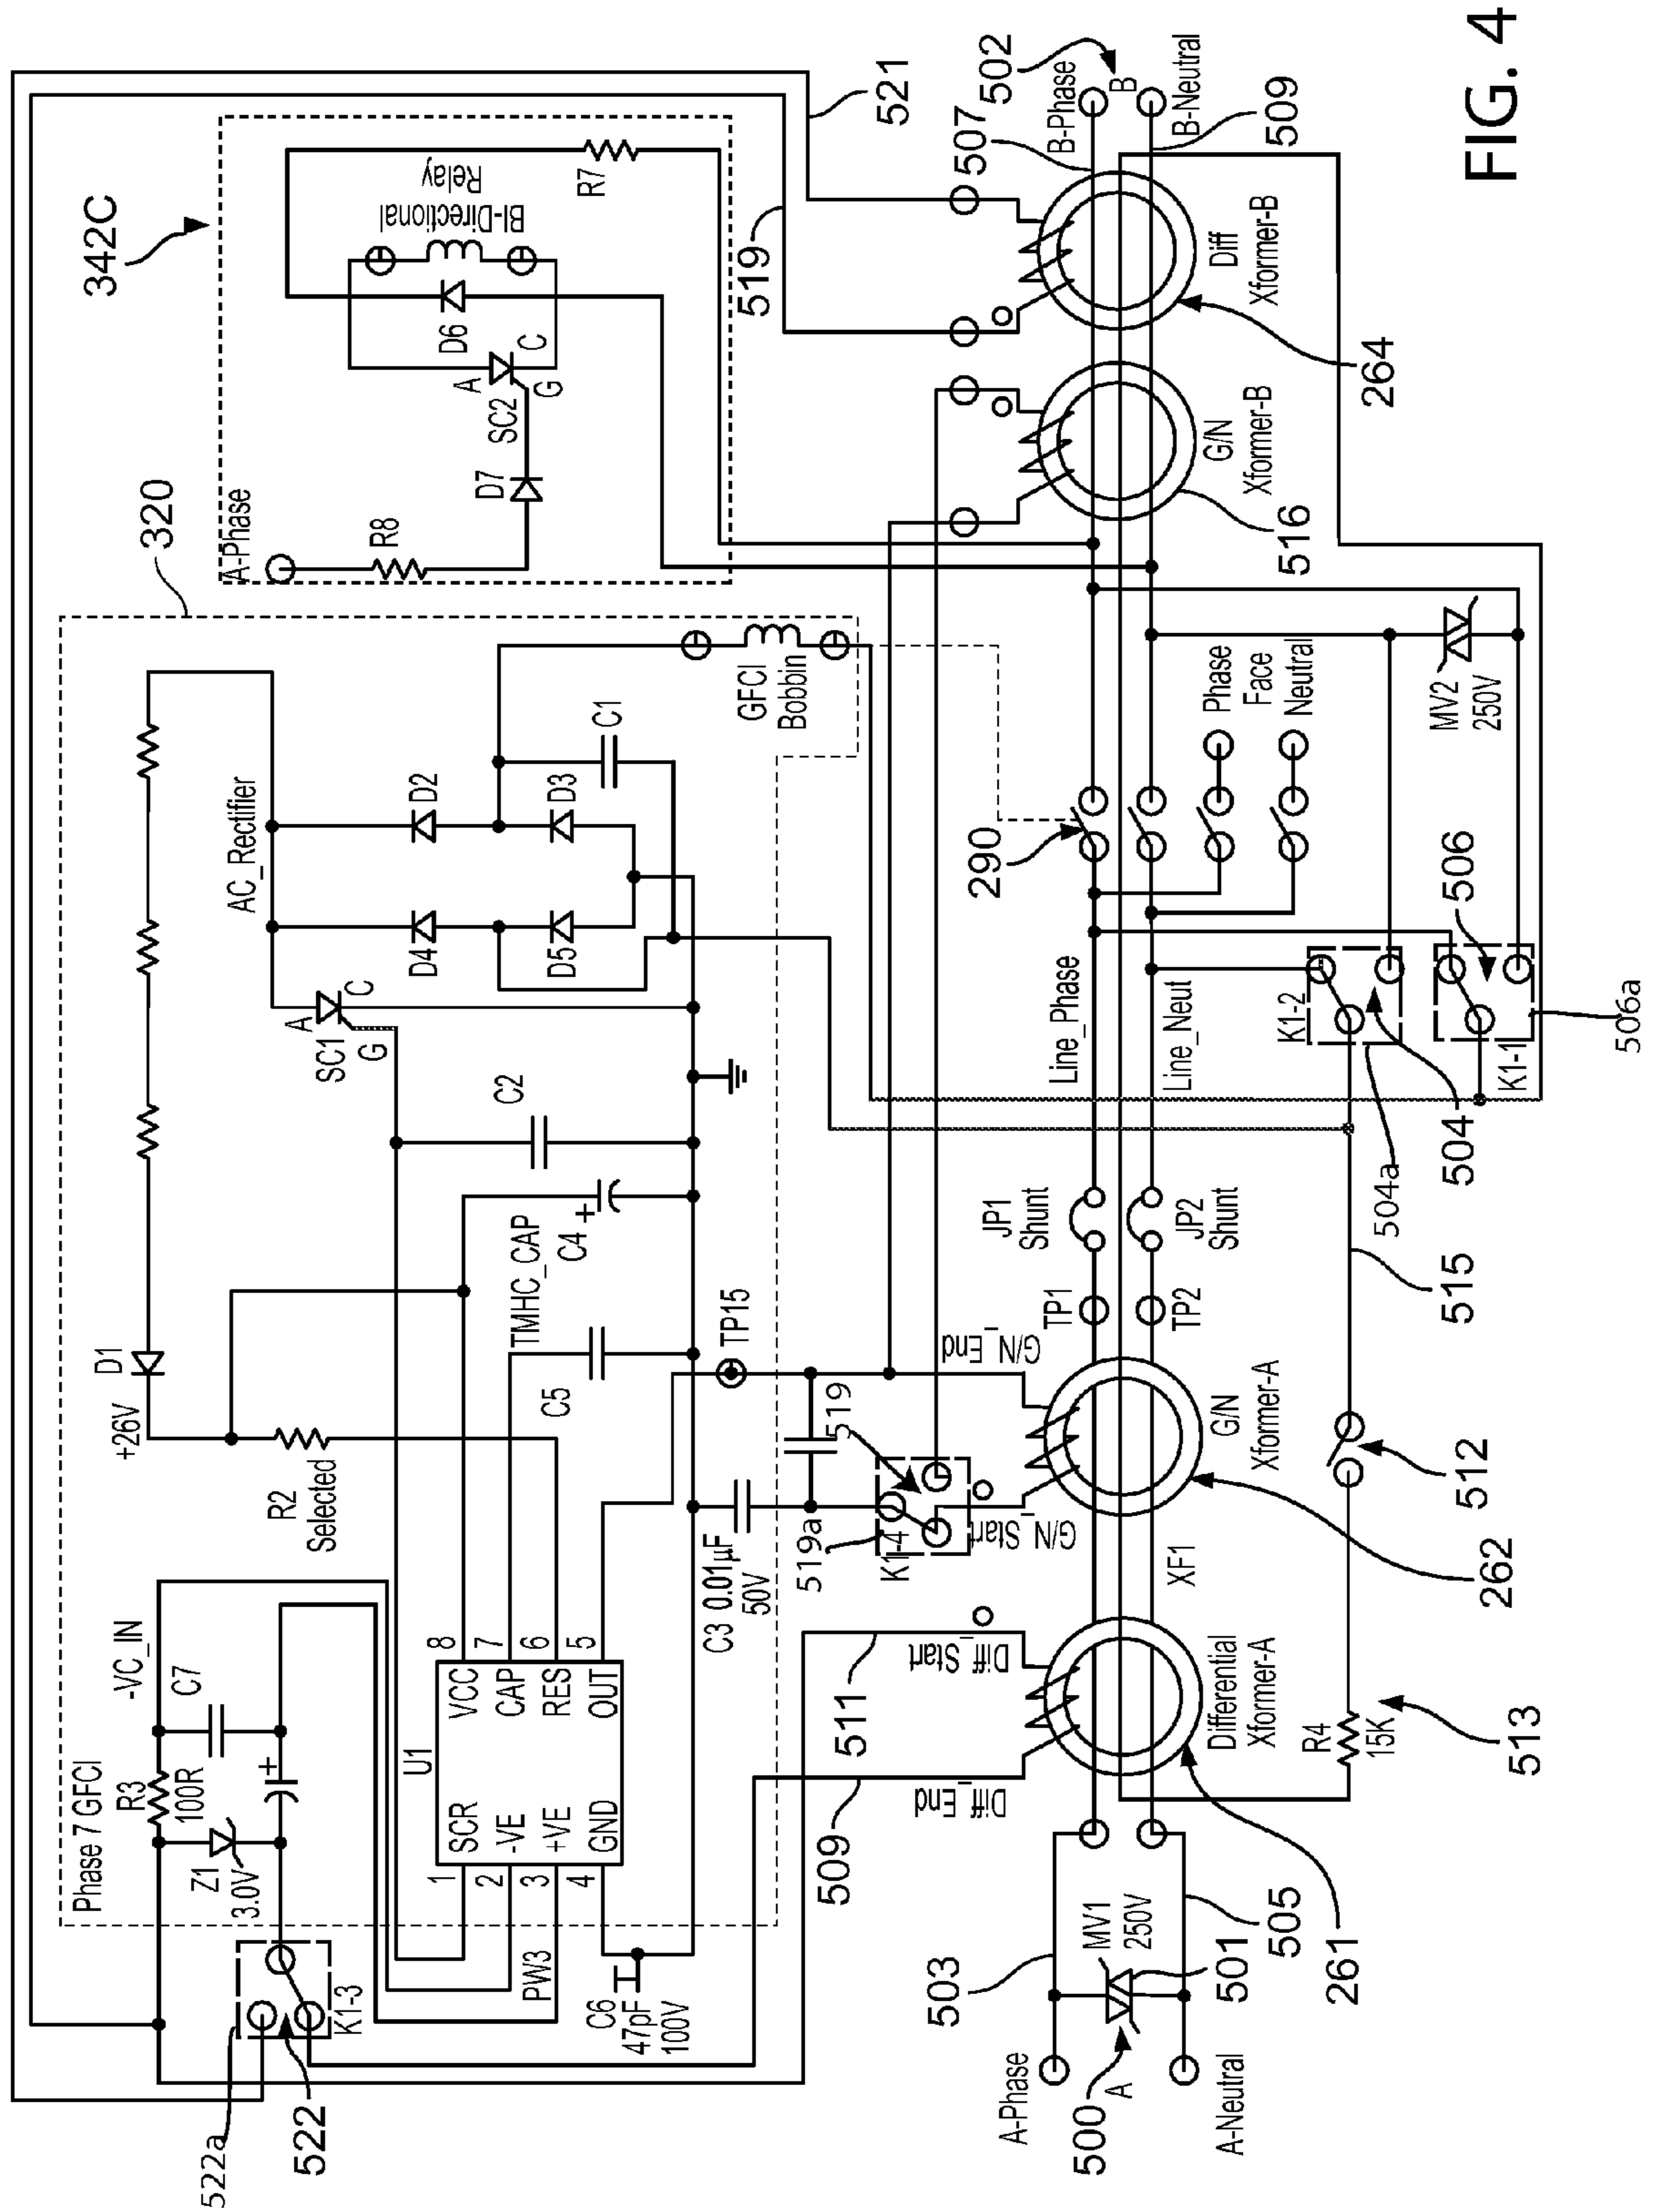 FIG. 4
342C
320
A-Phase
R8
D7
SC2
A
G
C
D6
BI-Directional
Relay
R7
519
521
507
502
B-Phase
B
B-Neutral
509
Diff
Xformer-B
264
G/N
Xformer-B
516
Phase 7 GFCI
R3
100R
C7
-VC_IN
Z1
3.0V
+
522a
522
K1-3
R2
Selected
+26V
D1
AC_Rectifier
D2
D3
D4
D5
C1
GFCI
Bobbin
SC1
A
C
G
C2
C4
+
TMHC_CAP
C5
U1
1 SCR
2 -VE
3 +VE
4 GND
VCC 8
CAP 7
RES 6
OUT 5
PW3
C6
47pF
100V
C3 0.01µF
50V
TP15
519
519a
K1-4
G/N_End
G/N_Start
Diff_Start
Diff_End
511
509
290
Phase
Face
Neutral
MV2
250V
506
506a
K1-1
K1-2
504
504a
Line_Phase
Line_Neut
JP1
Shunt
JP2
Shunt
TP1
TP2
515
512
G/N
Xformer-A
262
XF1
Differential
Xformer-A
261
R4
15K
513
A-Phase
A-Neutral
A
500
503
MV1
250V
501
505